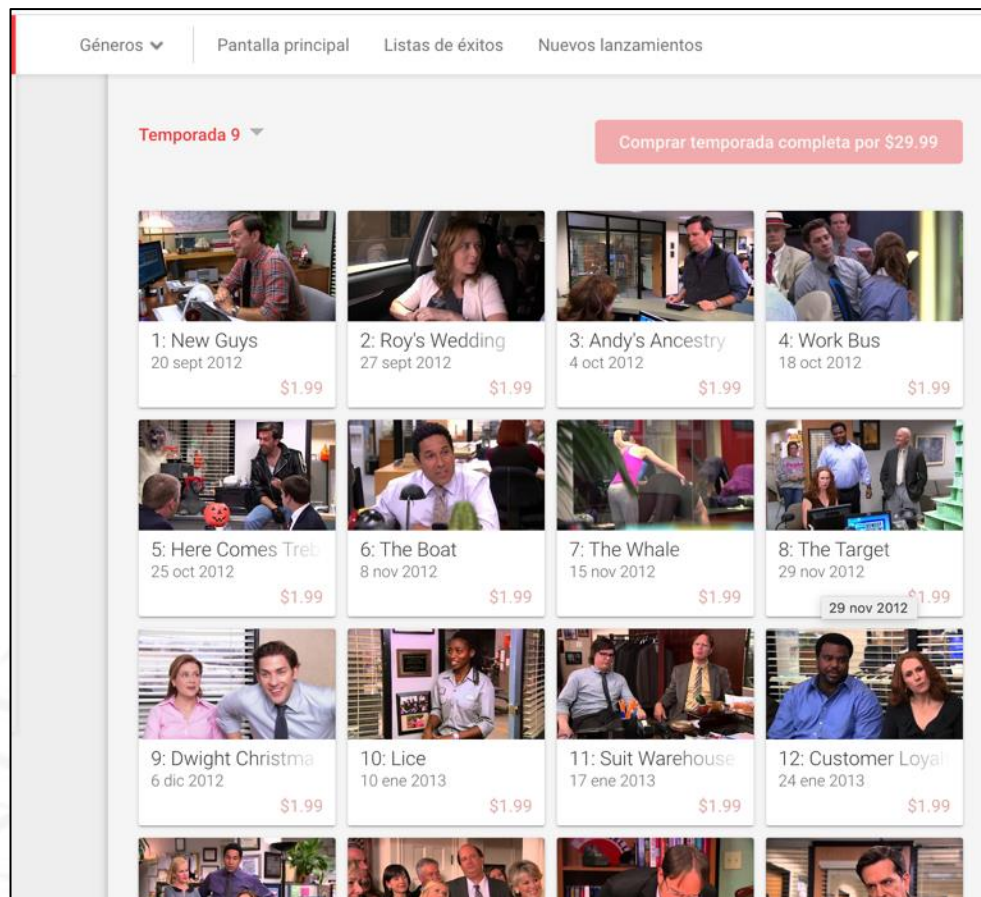 Géneros
Pantalla principal
Listas de éxitos
Nuevos lanzamientos
Temporada 9
Comprar temporada completa por $29.99
1: New Guys
20 sept 2012
$1.99
2: Roy's Wedding
27 sept 2012
$1.99
3: Andy's Ancestry
4 oct 2012
$1.99
4: Work Bus
18 oct 2012
$1.99
5: Here Comes Treb
25 oct 2012
$1.99
6: The Boat
8 nov 2012
$1.99
7: The Whale
15 nov 2012
$1.99
8: The Target
29 nov 2012
$1.99
29 nov 2012
9: Dwight Christma
6 dic 2012
$1.99
10: Lice
10 ene 2013
$1.99
11: Suit Warehouse
17 ene 2013
$1.99
12: Customer Loyalt
24 ene 2013
$1.99